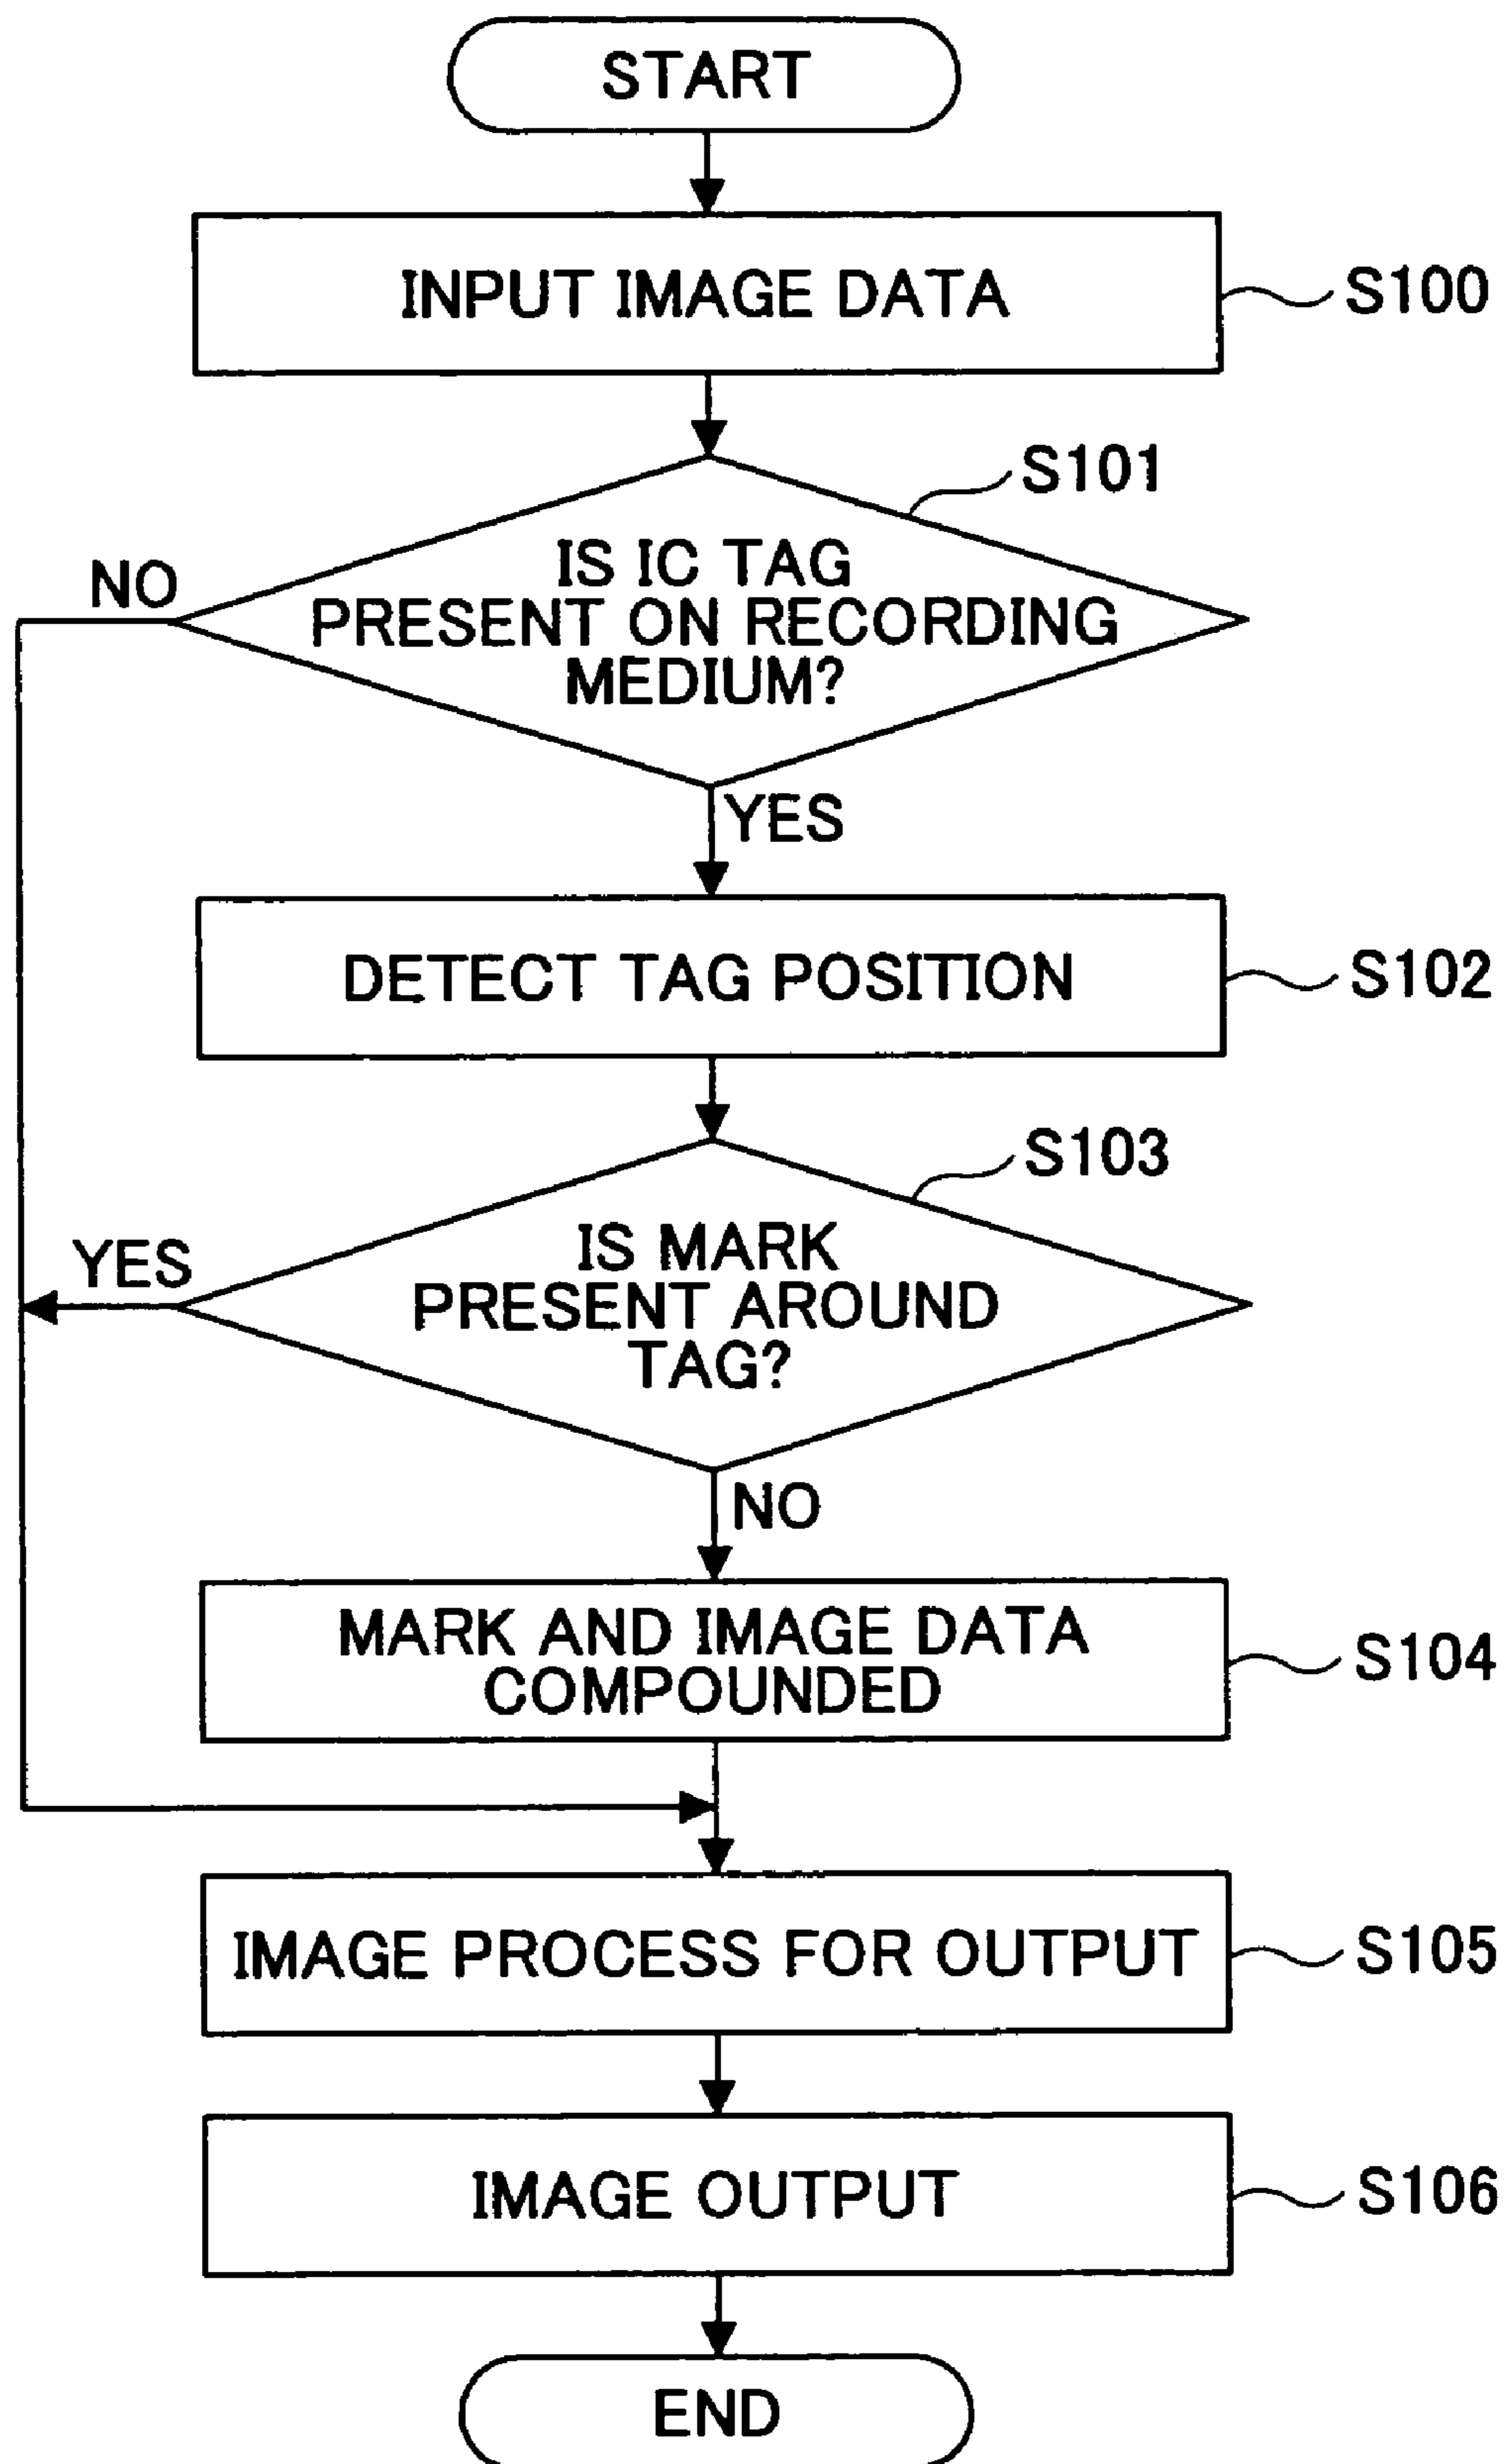 START
INPUT IMAGE DATA
S100
S101
IS IC TAG
PRESENT ON RECORDING
MEDIUM?
NO
YES
DETECT TAG POSITION
S102
S103
IS MARK
PRESENT AROUND
TAG?
YES
NO
MARK AND IMAGE DATA
COMPOUNDED
S104
IMAGE PROCESS FOR OUTPUT
S105
IMAGE OUTPUT
S106
END